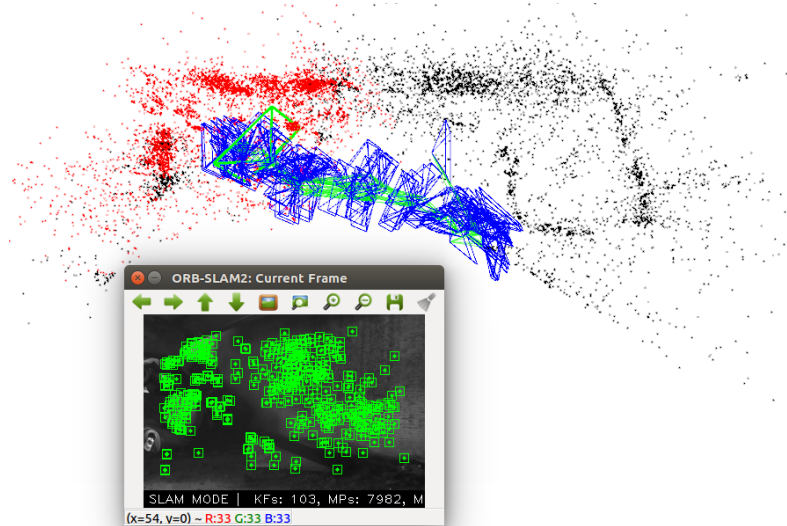 ORB-SLAM2: Current Frame
SLAM MODE | KFs: 103, MPs: 7982, M
(x=54, y=0) ~ R:33 G:33 B:33